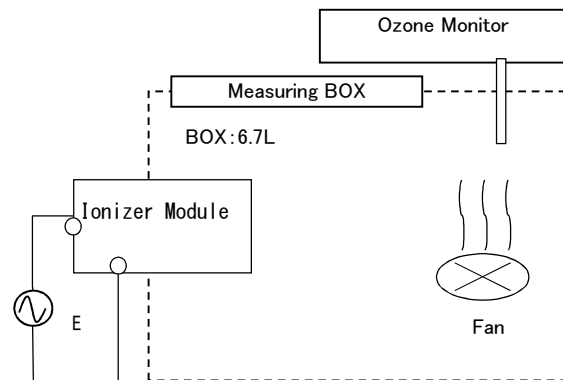 Ozone Monitor
Measuring BOX
BOX:6.7L
Ionizer Module
E
Fan